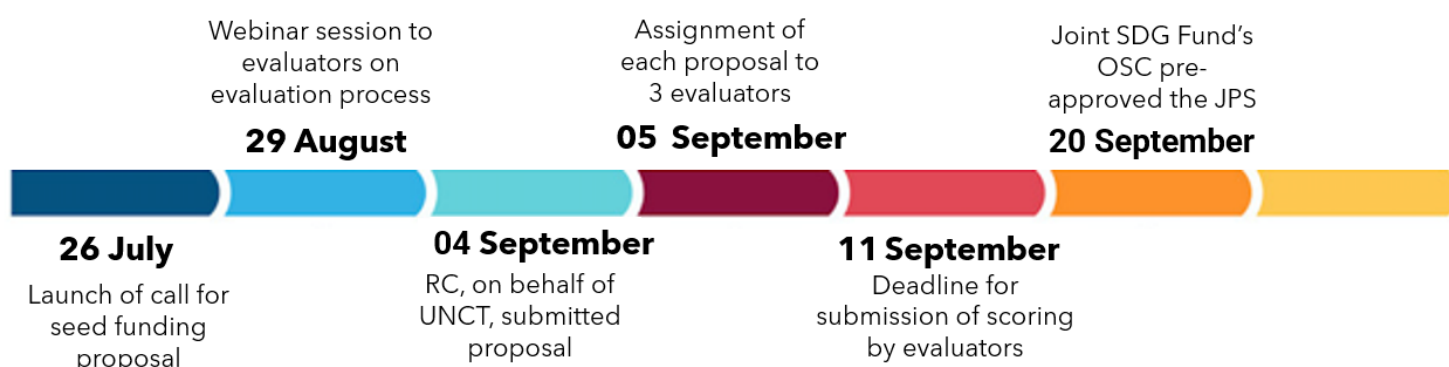 Webinar session to
evaluators on
evaluation process
29 August
Assignment of
each proposal to
3 evaluators
05 September
Joint SDG Fund's
OSC pre-
approved the JPS
20 September
26 July
Launch of call for
seed funding
proposal
04 September
RC, on behalf of
UNCT, submitted
proposal
11 September
Deadline for
submission of scoring
by evaluators